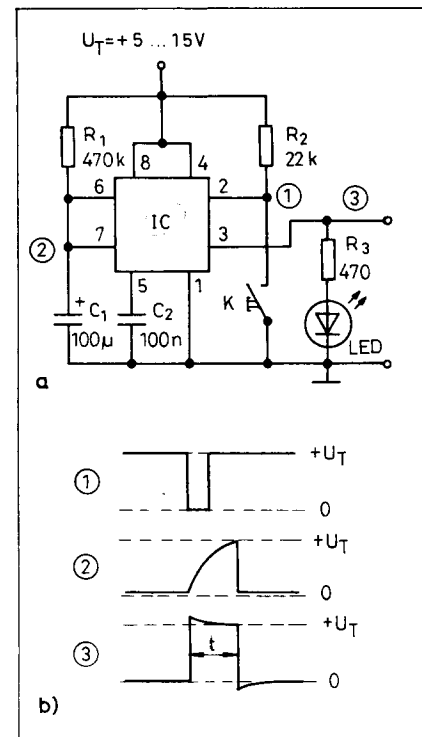 U_T = +5 ... 15V
R₁
470k
R₂
22k
8
4
6
2
①
③
IC
②
7
3
R₃
470
5
1
+
C₁
100µ
C₂
100n
K
LED
a
①
+U_T
0
②
+U_T
0
③
+U_T
t
0
b)